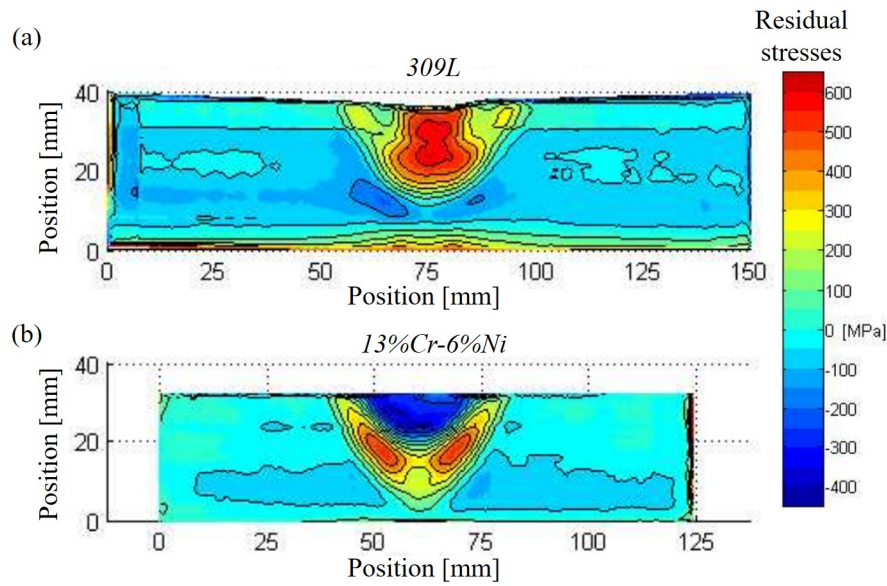 Residual
stresses
(a)
309L
Position [mm]
40
20
0
0 25 50 75 100 125 150
Position [mm]
600
500
400
300
200
100
0 [MPa]
-100
-200
-300
-400
(b)
13%Cr-6%Ni
Position [mm]
40
20
0
0 25 50 75 100 125
Position [mm]